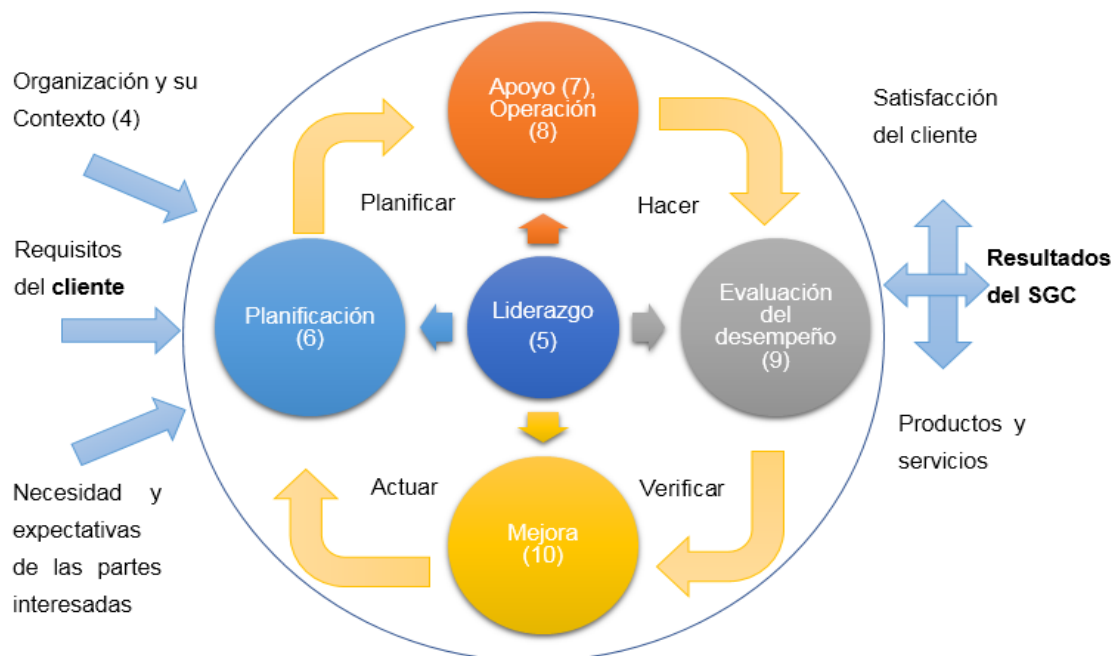 Organización y su
Contexto (4)
Requisitos
del cliente
Necesidad y
expectativas
de las partes
interesadas
Apoyo (7),
Operación
(8)
Planificar
Hacer
Planificación
(6)
Liderazgo
(5)
Evaluación
del
desempeño
(9)
Actuar
Verificar
Mejora
(10)
Satisfacción
del cliente
Resultados
del SGC
Productos y
servicios